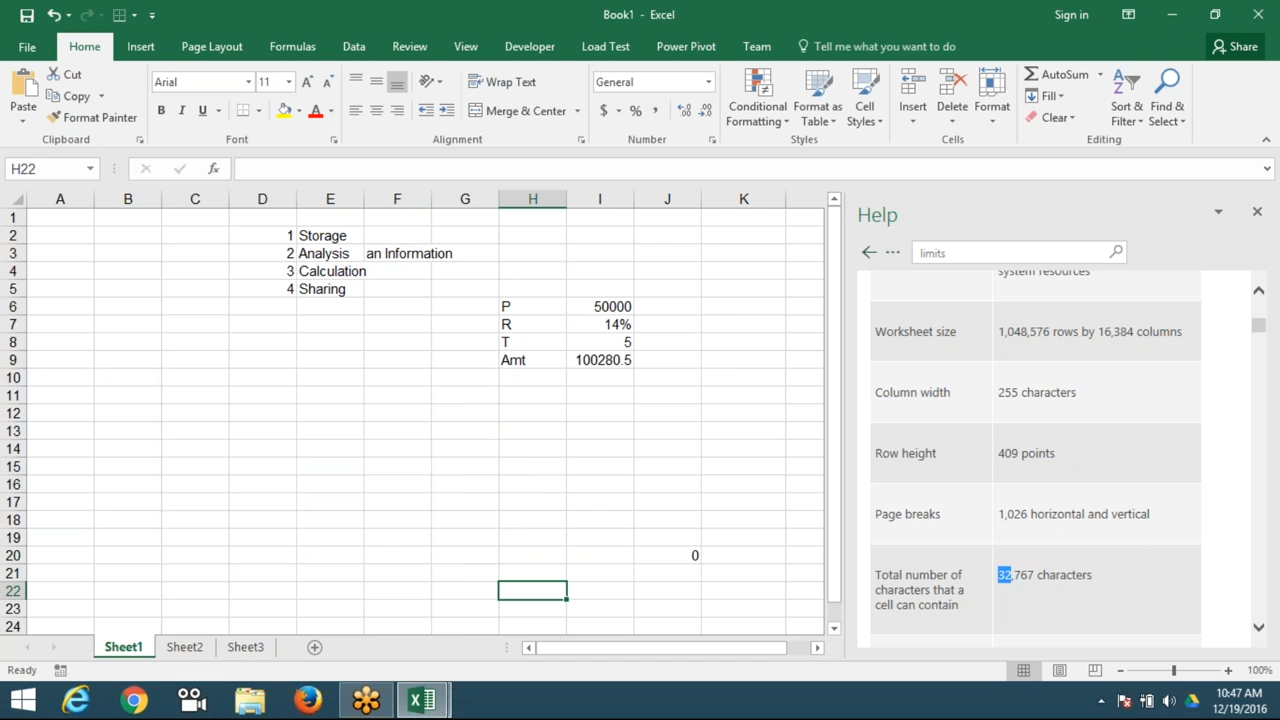 Book1 - Excel
Sign in
File
Home
Insert
Page Layout
Formulas
Data
Review
View
Developer
Load Test
Power Pivot
Team
Tell me what you want to do
Share
Paste
Cut
Copy
Format Painter
Clipboard
Arial
11
B I U
Font
Wrap Text
Merge & Center
Alignment
General
$ % ,
Number
Conditional Formatting
Format as Table
Cell Styles
Styles
Insert
Delete
Format
Cells
AutoSum
Fill
Clear
Sort & Filter
Find & Select
Editing
H22
fx
A B C D E F G H I J K
1
2 1 Storage
3 2 Analysis an Information
4 3 Calculation
5 4 Sharing
6 P 50000
7 R 14%
8 T 5
9 Amt 100280.5
10
11
12
13
14
15
16
17
18
19
20 0
21
22
23
24
Help
limits
system resources
Worksheet size 1,048,576 rows by 16,384 columns
Column width 255 characters
Row height 409 points
Page breaks 1,026 horizontal and vertical
Total number of 32,767 characters
characters that a
cell can contain
Sheet1 Sheet2 Sheet3
Ready
100%
10:47 AM
12/19/2016